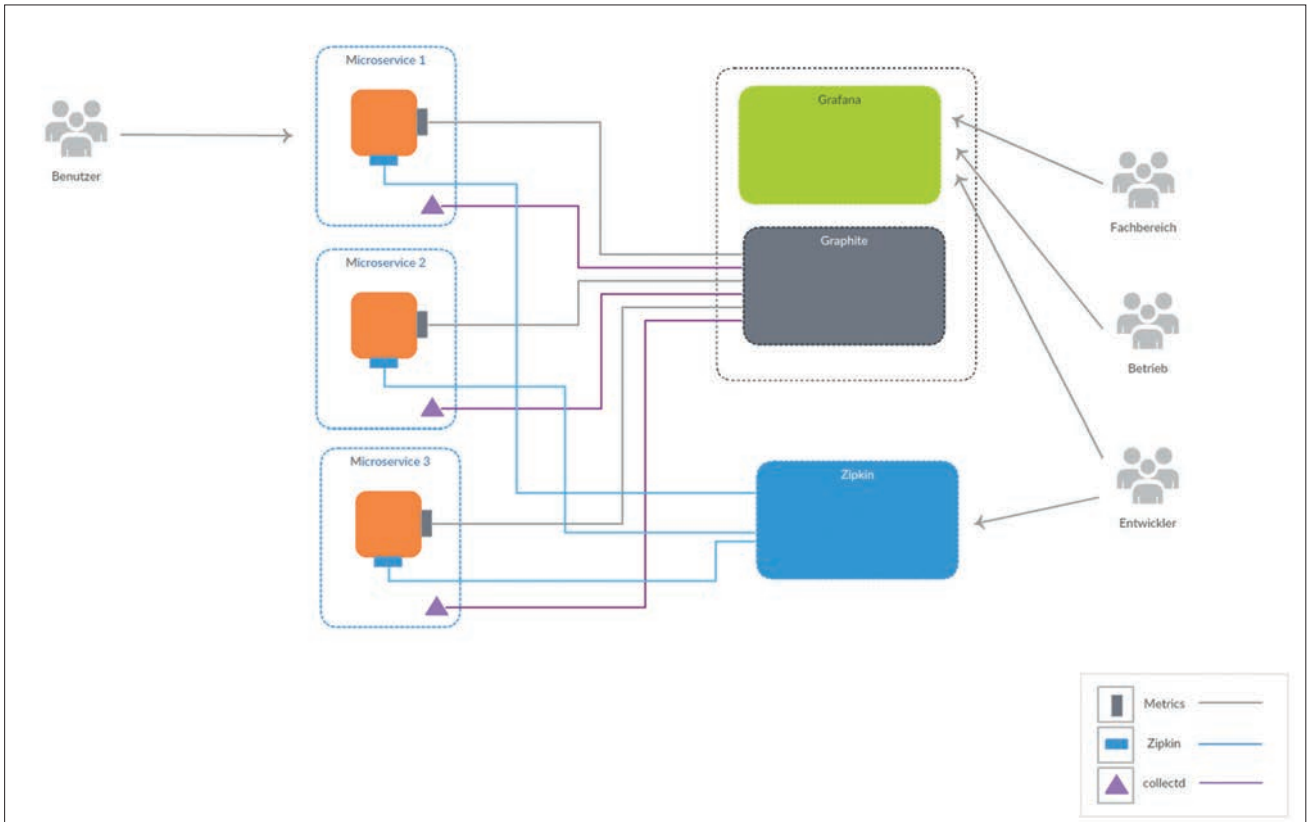 Microservice 1
Grafana
Benutzer
Fachbereich
Microservice 2
Graphite
Betrieb
Microservice 3
Zipkin
Entwickler
Metrics
Zipkin
collectd